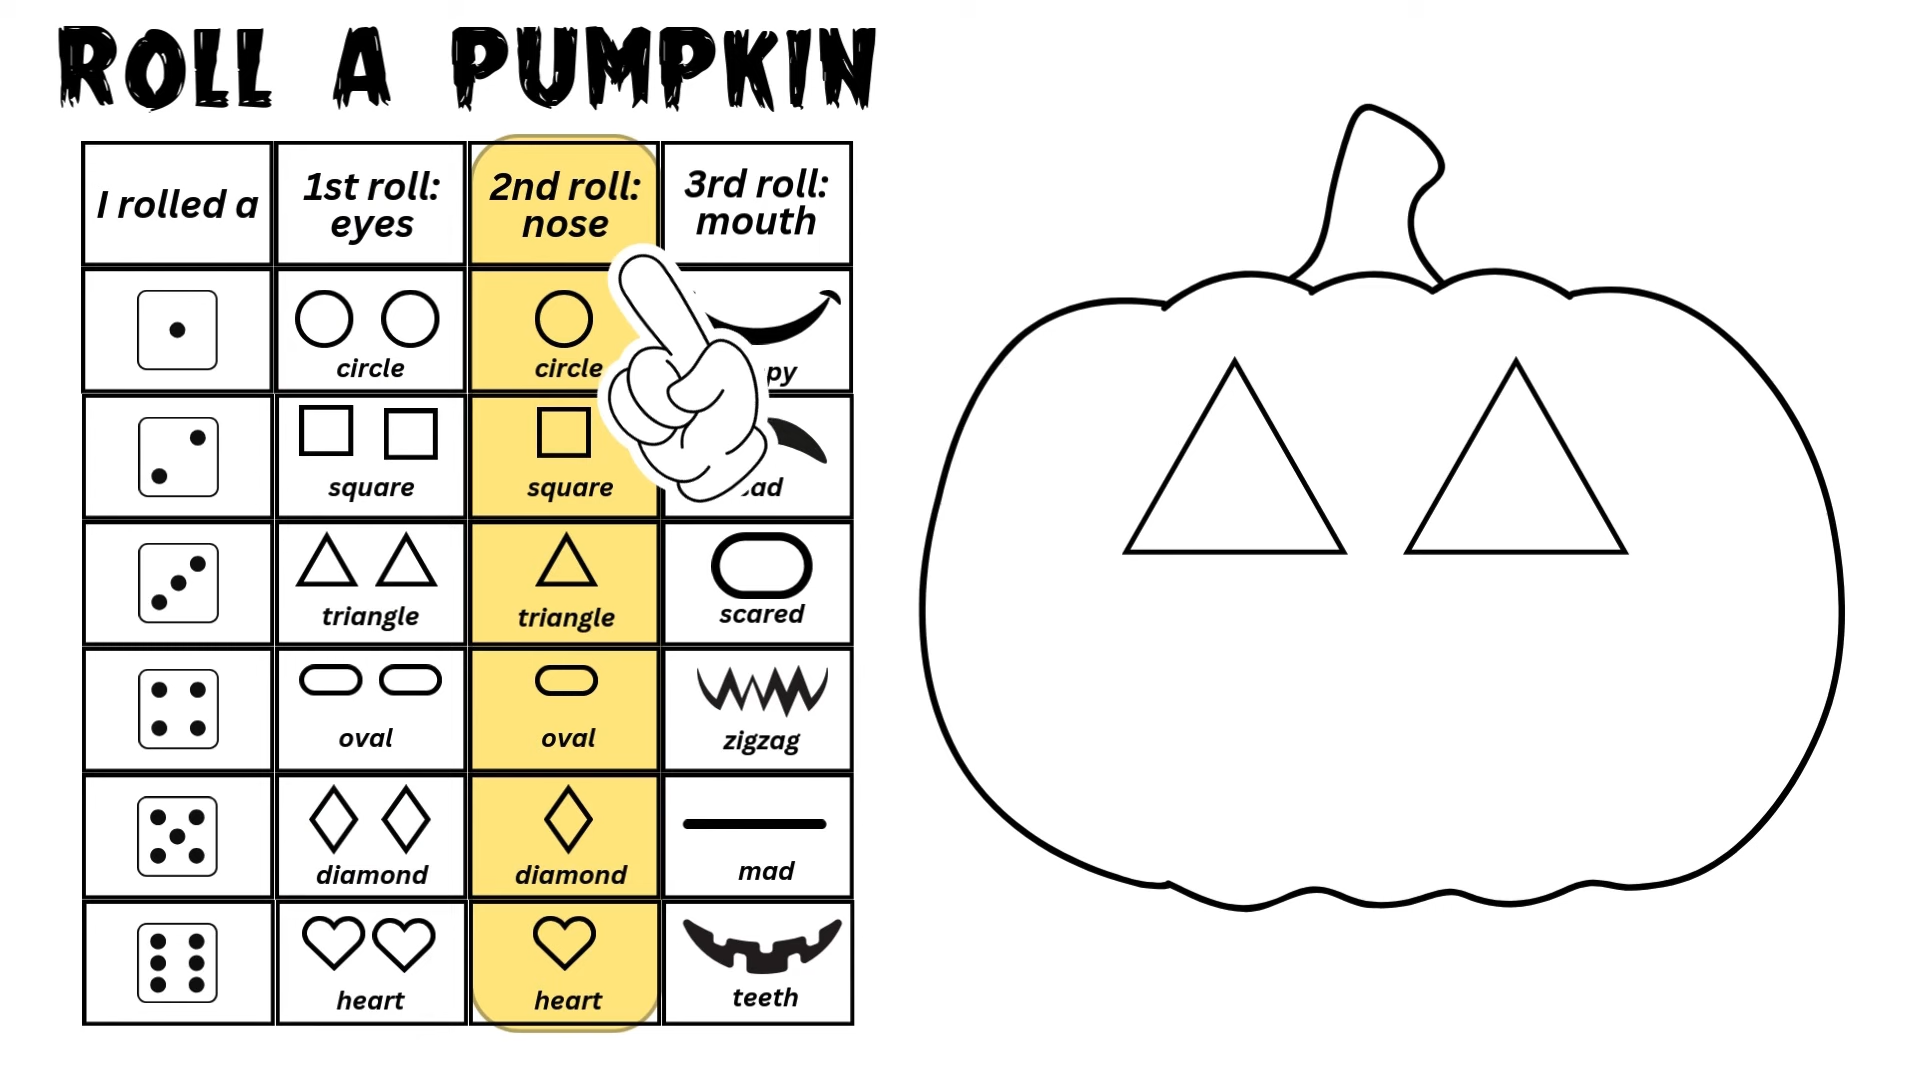 ROLL A PUMPKIN
I rolled a
1st roll:
eyes
2nd roll:
nose
3rd roll:
mouth
circle
circle
square
square
triangle
triangle
scared
oval
oval
zigzag
diamond
diamond
mad
heart
heart
teeth